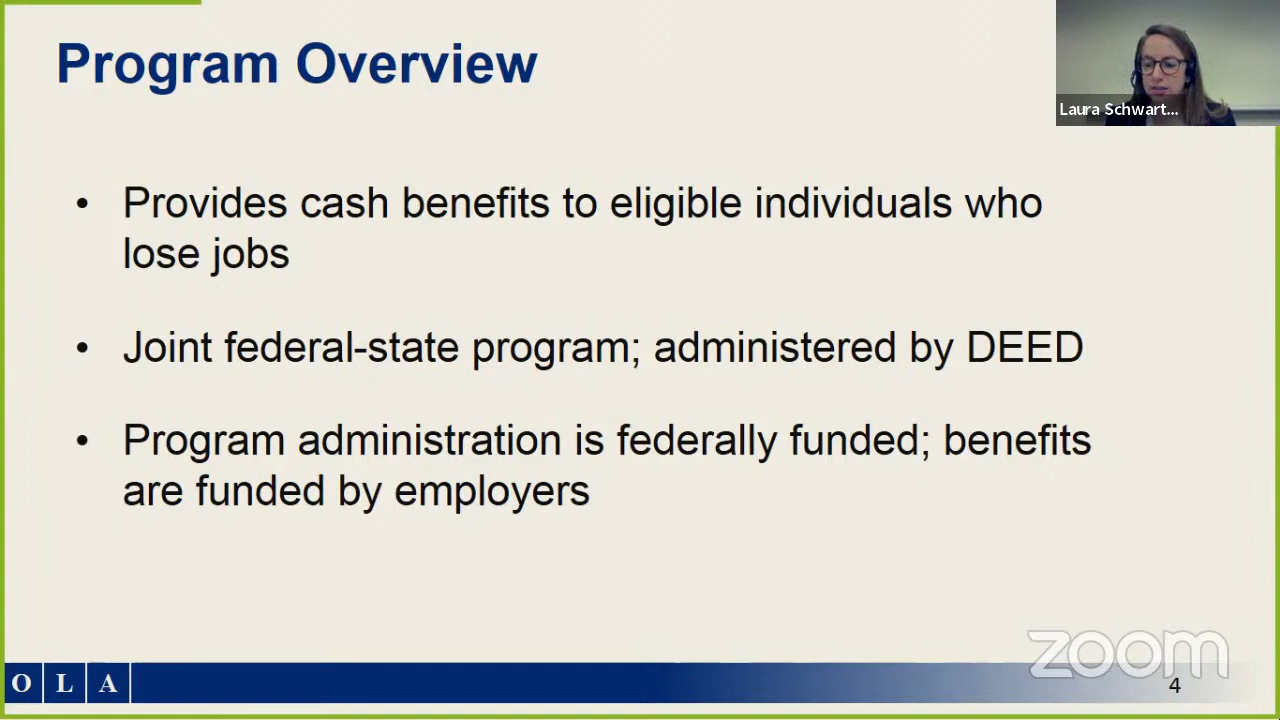 Program Overview
Laura Schwart...
• Provides cash benefits to eligible individuals who
lose jobs
• Joint federal-state program; administered by DEED
• Program administration is federally funded; benefits
are funded by employers
zoom
O L A
4